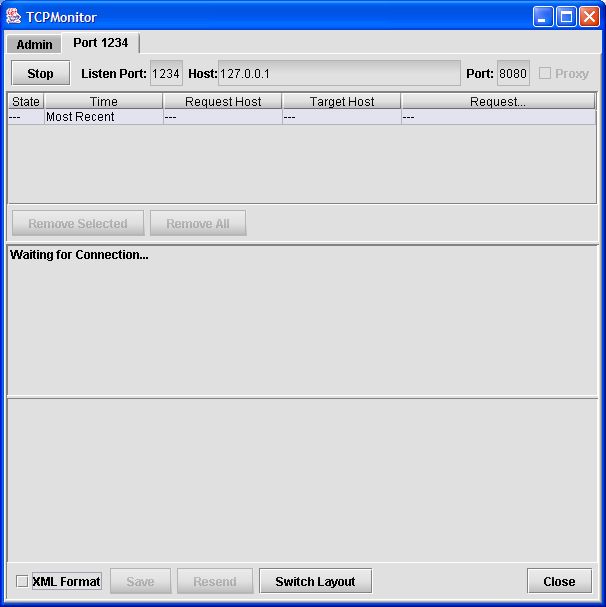 TCPMonitor
Admin Port 1234
Stop Listen Port: 1234 Host: 127.0.0.1 Port: 8080 Proxy
State Time Request Host Target Host Request...
--- Most Recent --- --- ---
Remove Selected Remove All
Waiting for Connection...
XML Format Save Resend Switch Layout Close